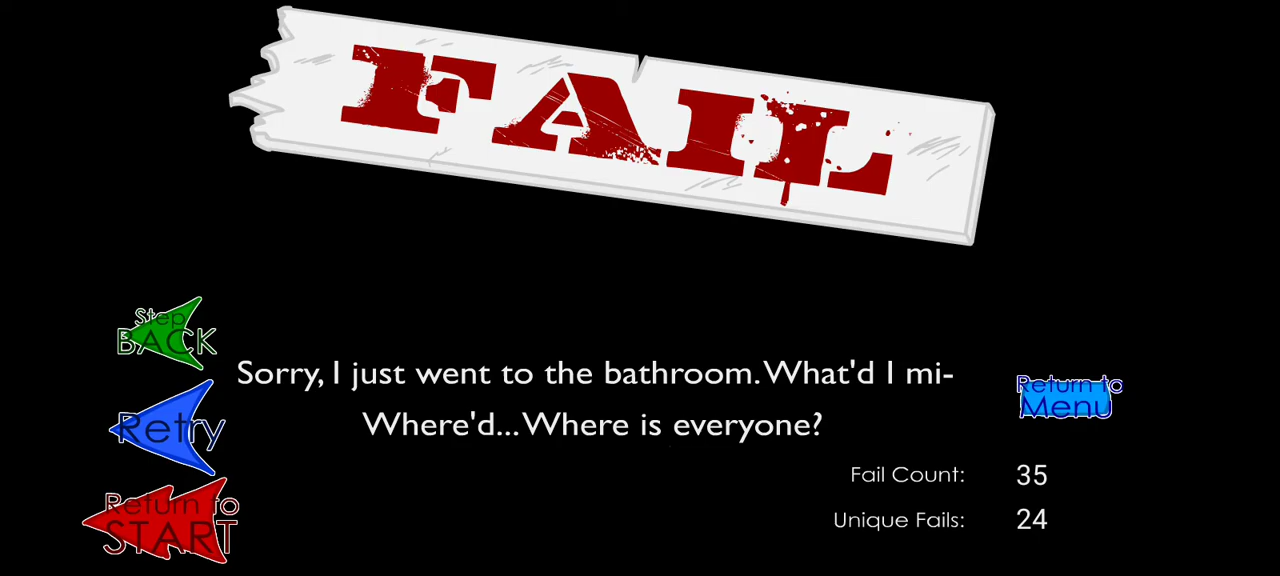 FAIL
Step
BACK
Sorry, I just went to the bathroom. What'd I mi-
Where'd... Where is everyone?
Retry
Return to
START
Return to
Menu
Fail Count: 35
Unique Fails: 24